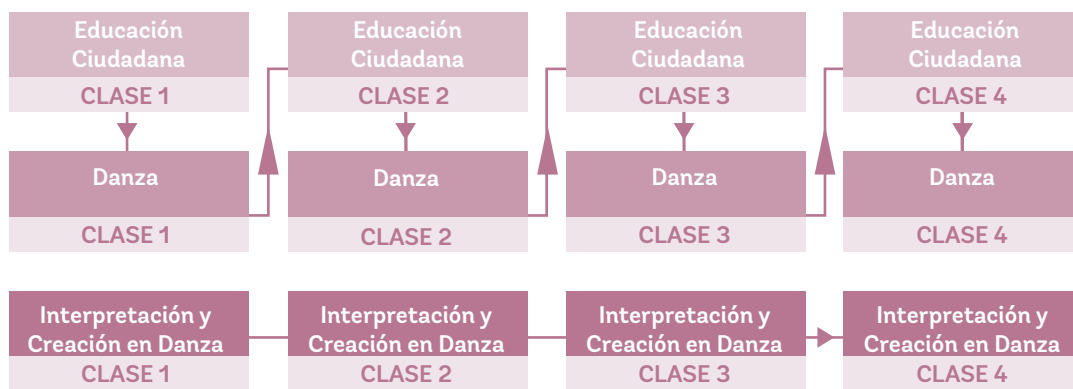 Educación
Ciudadana
CLASE 1
Educación
Ciudadana
CLASE 2
Educación
Ciudadana
CLASE 3
Educación
Ciudadana
CLASE 4
Danza
CLASE 1
Danza
CLASE 2
Danza
CLASE 3
Danza
CLASE 4
Interpretación y
Creación en Danza
CLASE 1
Interpretación y
Creación en Danza
CLASE 2
Interpretación y
Creación en Danza
CLASE 3
Interpretación y
Creación en Danza
CLASE 4